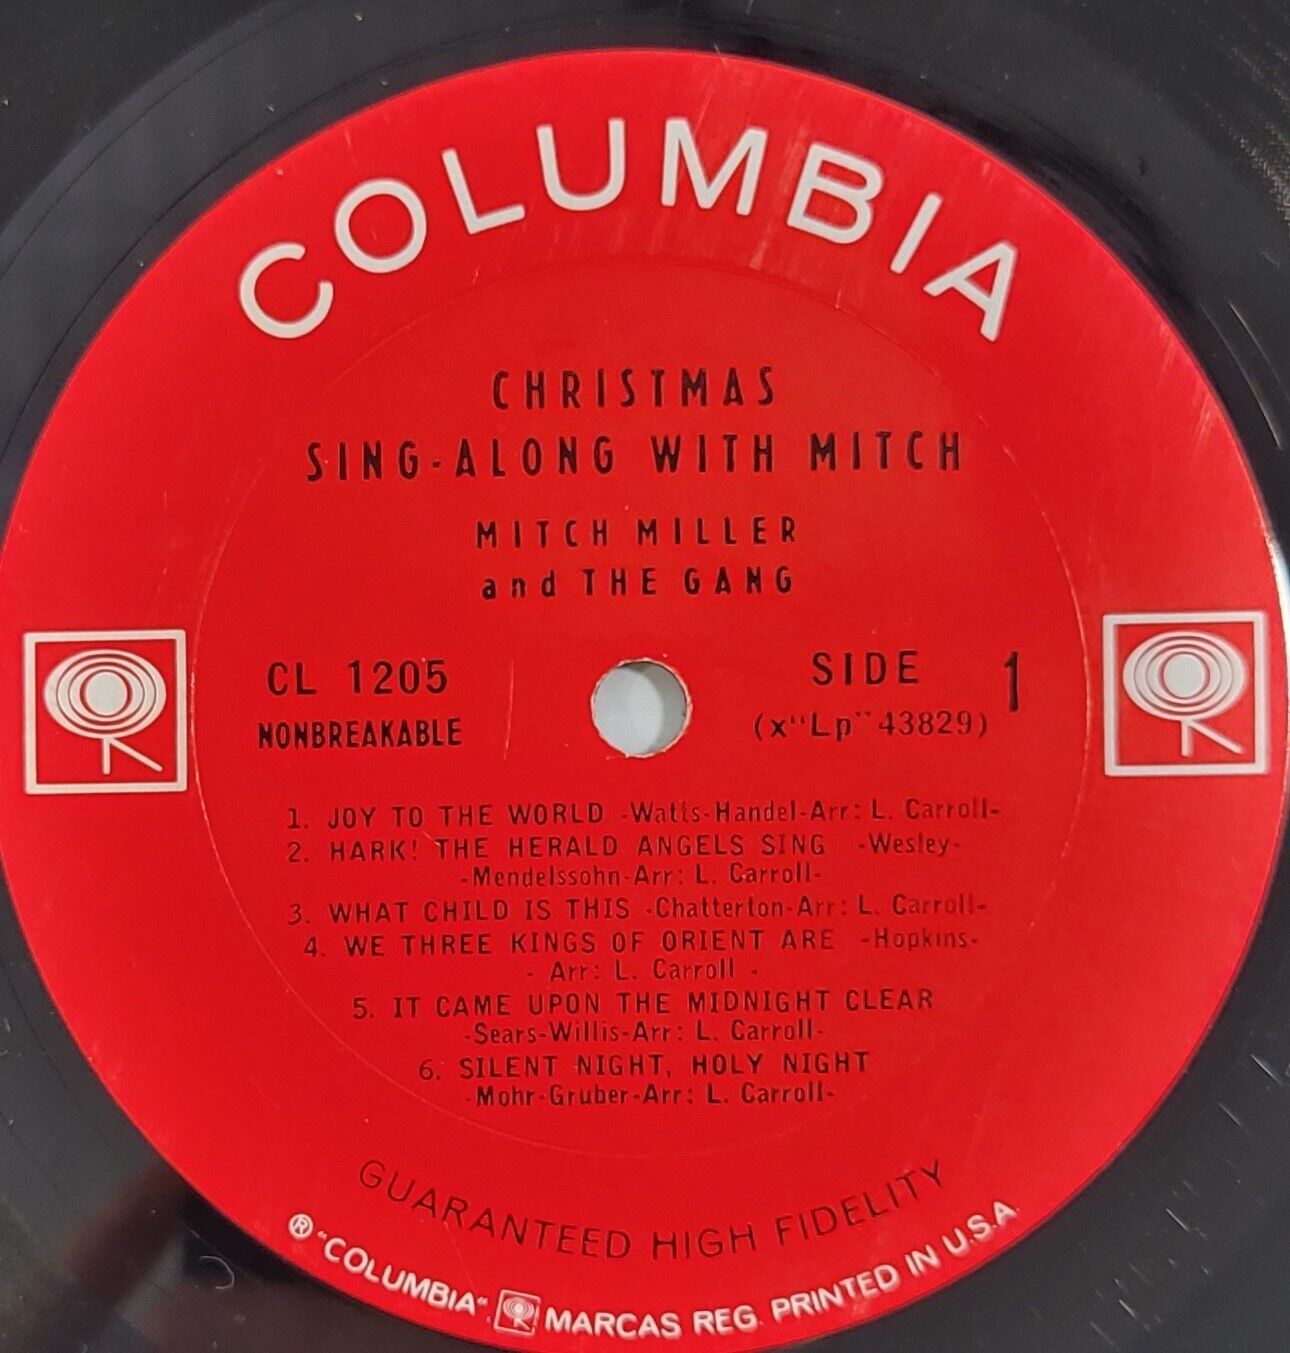 COLUMBIA
CHRISTMAS
SING-ALONG WITH MITCH
MITCH MILLER
and THE GANG
CL 1205
NONBREAKABLE
SIDE 1
(x"Lp" 43829)
1. JOY TO THE WORLD -Watts-Handel-Arr: L. Carroll-
2. HARK! THE HERALD ANGELS SING -Wesley-
-Mendelssohn-Arr: L. Carroll-
3. WHAT CHILD IS THIS -Chatterton-Arr: L. Carroll-
4. WE THREE KINGS OF ORIENT ARE -Hopkins-
- Arr: L. Carroll -
5. IT CAME UPON THE MIDNIGHT CLEAR
-Sears-Willis-Arr: L. Carroll-
6. SILENT NIGHT, HOLY NIGHT
-Mohr-Gruber-Arr: L. Carroll-
GUARANTEED HIGH FIDELITY
® "COLUMBIA", MARCAS REG. PRINTED IN U.S.A.